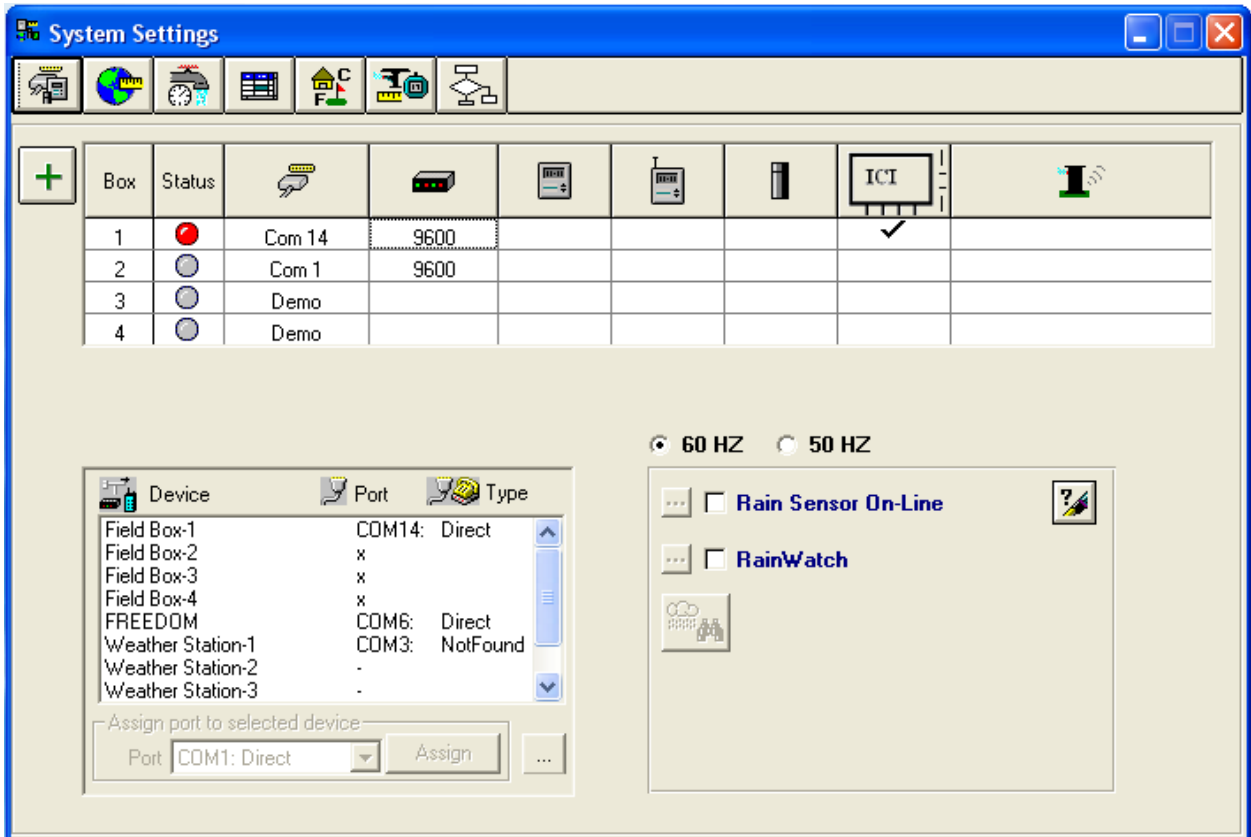 System Settings
C
F
Box Status ICI
1 Com 14 9600
2 Com 1 9600
3 Demo
4 Demo
60 HZ 50 HZ
Device Port Type
Field Box-1 COM14: Direct
Field Box-2 x
Field Box-3 x
Field Box-4 x
FREEDOM COM6: Direct
Weather Station-1 COM3: NotFound
Weather Station-2 -
Weather Station-3 -
Assign port to selected device
Port COM1: Direct Assign ...
... Rain Sensor On-Line ?
... RainWatch